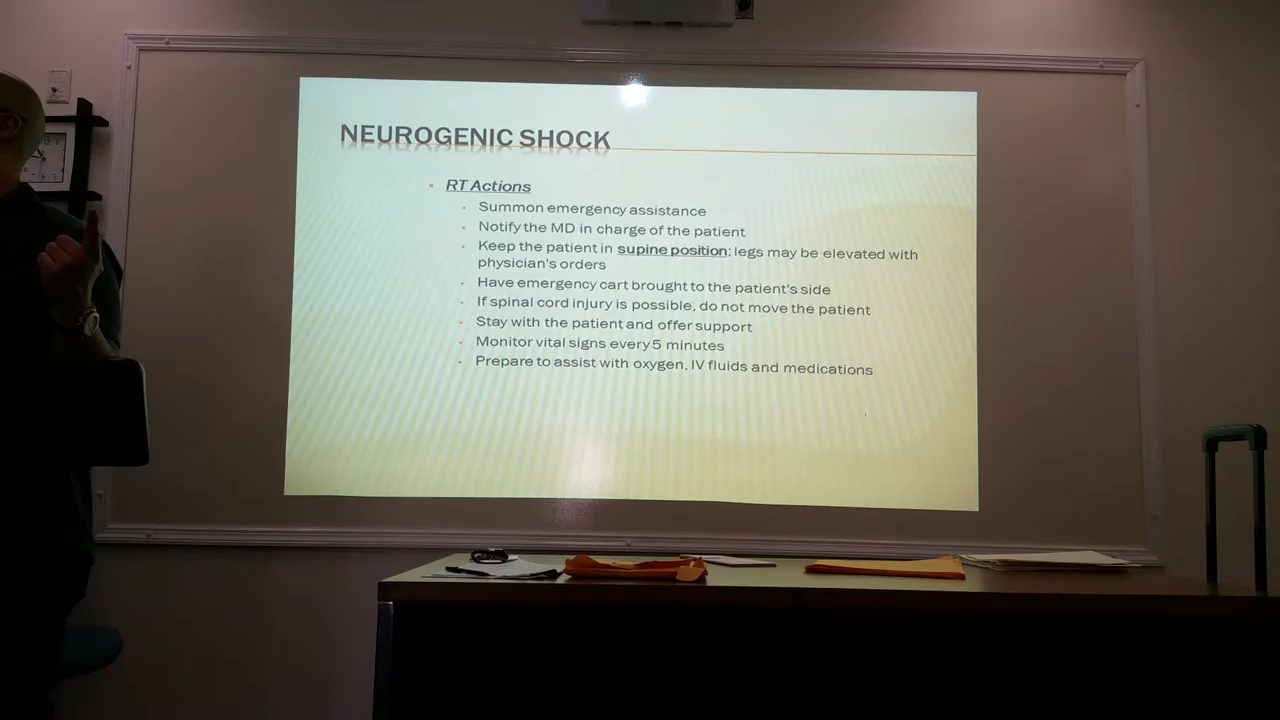 NEUROGENIC SHOCK
RT Actions
Summon emergency assistance
Notify the MD in charge of the patient
Keep the patient in supine position; legs may be elevated with
physician's orders
Have emergency cart brought to the patient's side
If spinal cord injury is possible, do not move the patient
Stay with the patient and offer support
Monitor vital signs every 5 minutes
Prepare to assist with oxygen, IV fluids and medications